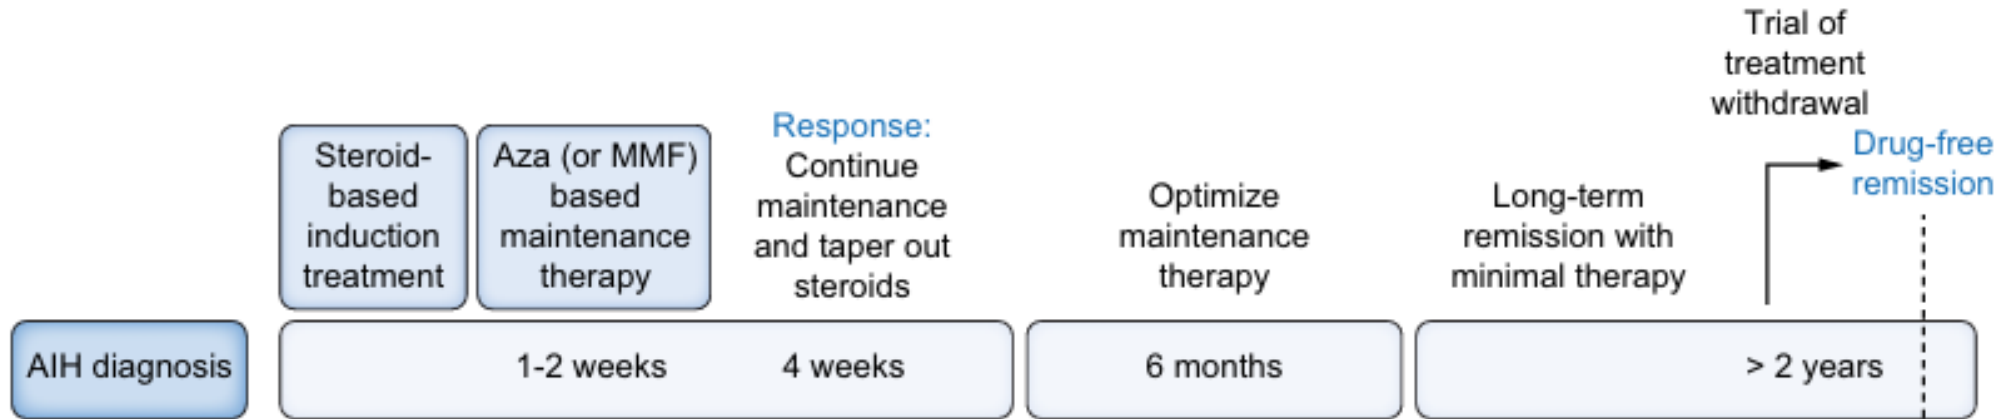 Trial of
treatment
withdrawal
Drug-free
remission
Steroid-
based
induction
treatment
Aza (or MMF)
based
maintenance
therapy
Response:
Continue
maintenance
and taper out
steroids
Optimize
maintenance
therapy
Long-term
remission with
minimal therapy
AIH diagnosis
1-2 weeks
4 weeks
6 months
> 2 years